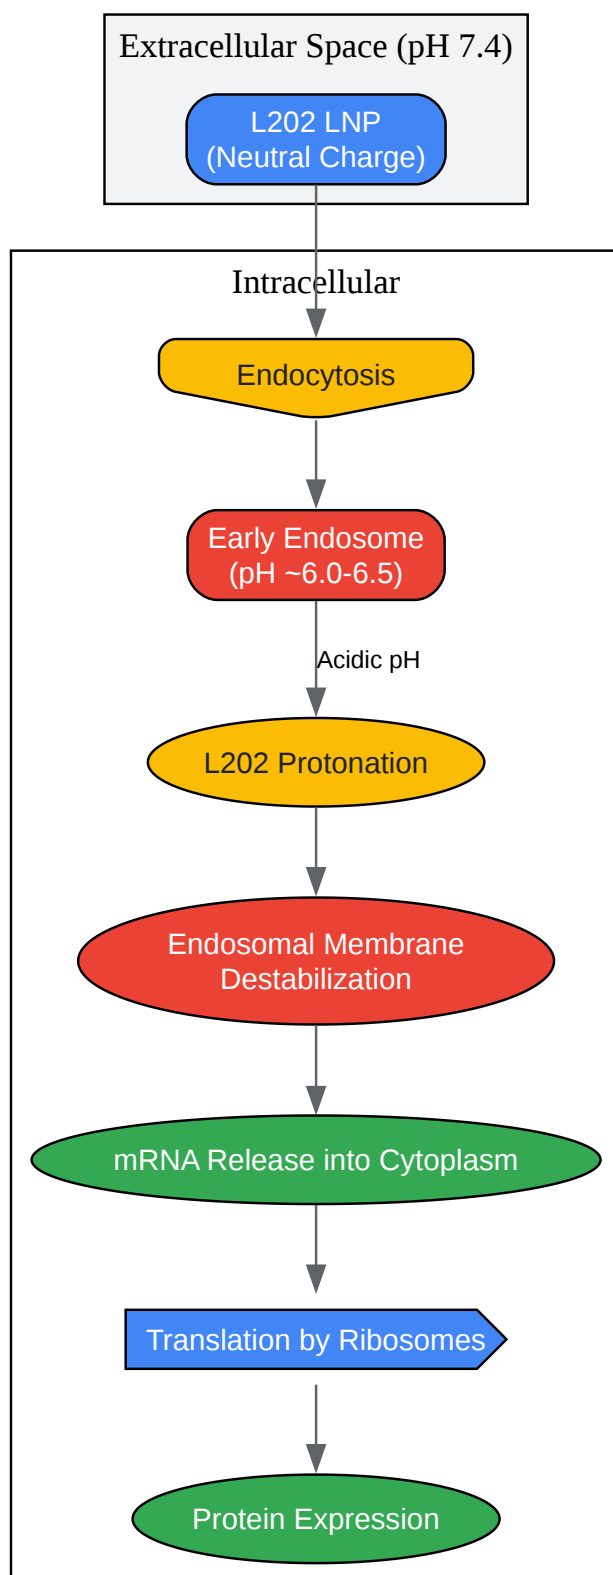 Extracellular Space (pH 7.4)
L202 LNP
(Neutral Charge)
Intracellular
Endocytosis
Early Endosome
(pH ~6.0-6.5)
Acidic pH
L202 Protonation
Endosomal Membrane
Destabilization
mRNA Release into Cytoplasm
Translation by Ribosomes
Protein Expression